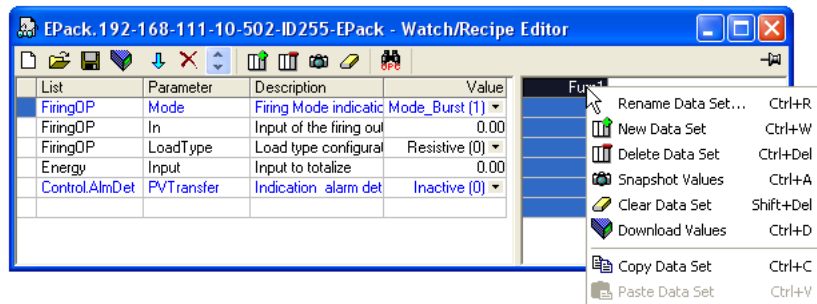 EPack.192-168-111-10-502-ID255-EPack - Watch/Recipe Editor
OPC
List Parameter Description Value
FiringOP Mode Firing Mode indicatic Mode_Burst (1)
FiringOP In Input of the firing out 0.00
FiringOP LoadType Load type configurat Resistive (0)
Energy Input Input to totalize 0.00
Control.AlmDet PVTransfer Indication alarm det Inactive (0)
Rename Data Set... Ctrl+R
New Data Set Ctrl+W
Delete Data Set Ctrl+Del
Snapshot Values Ctrl+A
Clear Data Set Shift+Del
Download Values Ctrl+D
Copy Data Set Ctrl+C
Paste Data Set Ctrl+V